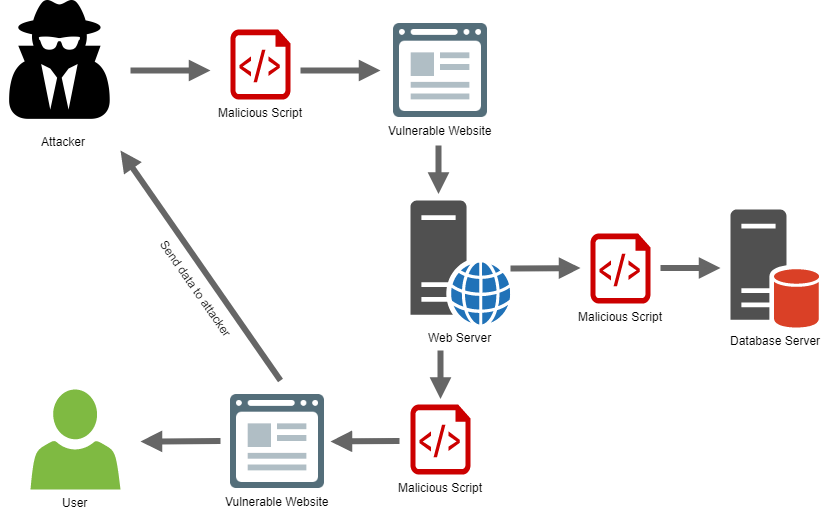 </>
Malicious Script
Vulnerable Website
Attacker
Send data to attacker
</>
Web Server
Malicious Script
Database Server
</>
User
Vulnerable Website
Malicious Script